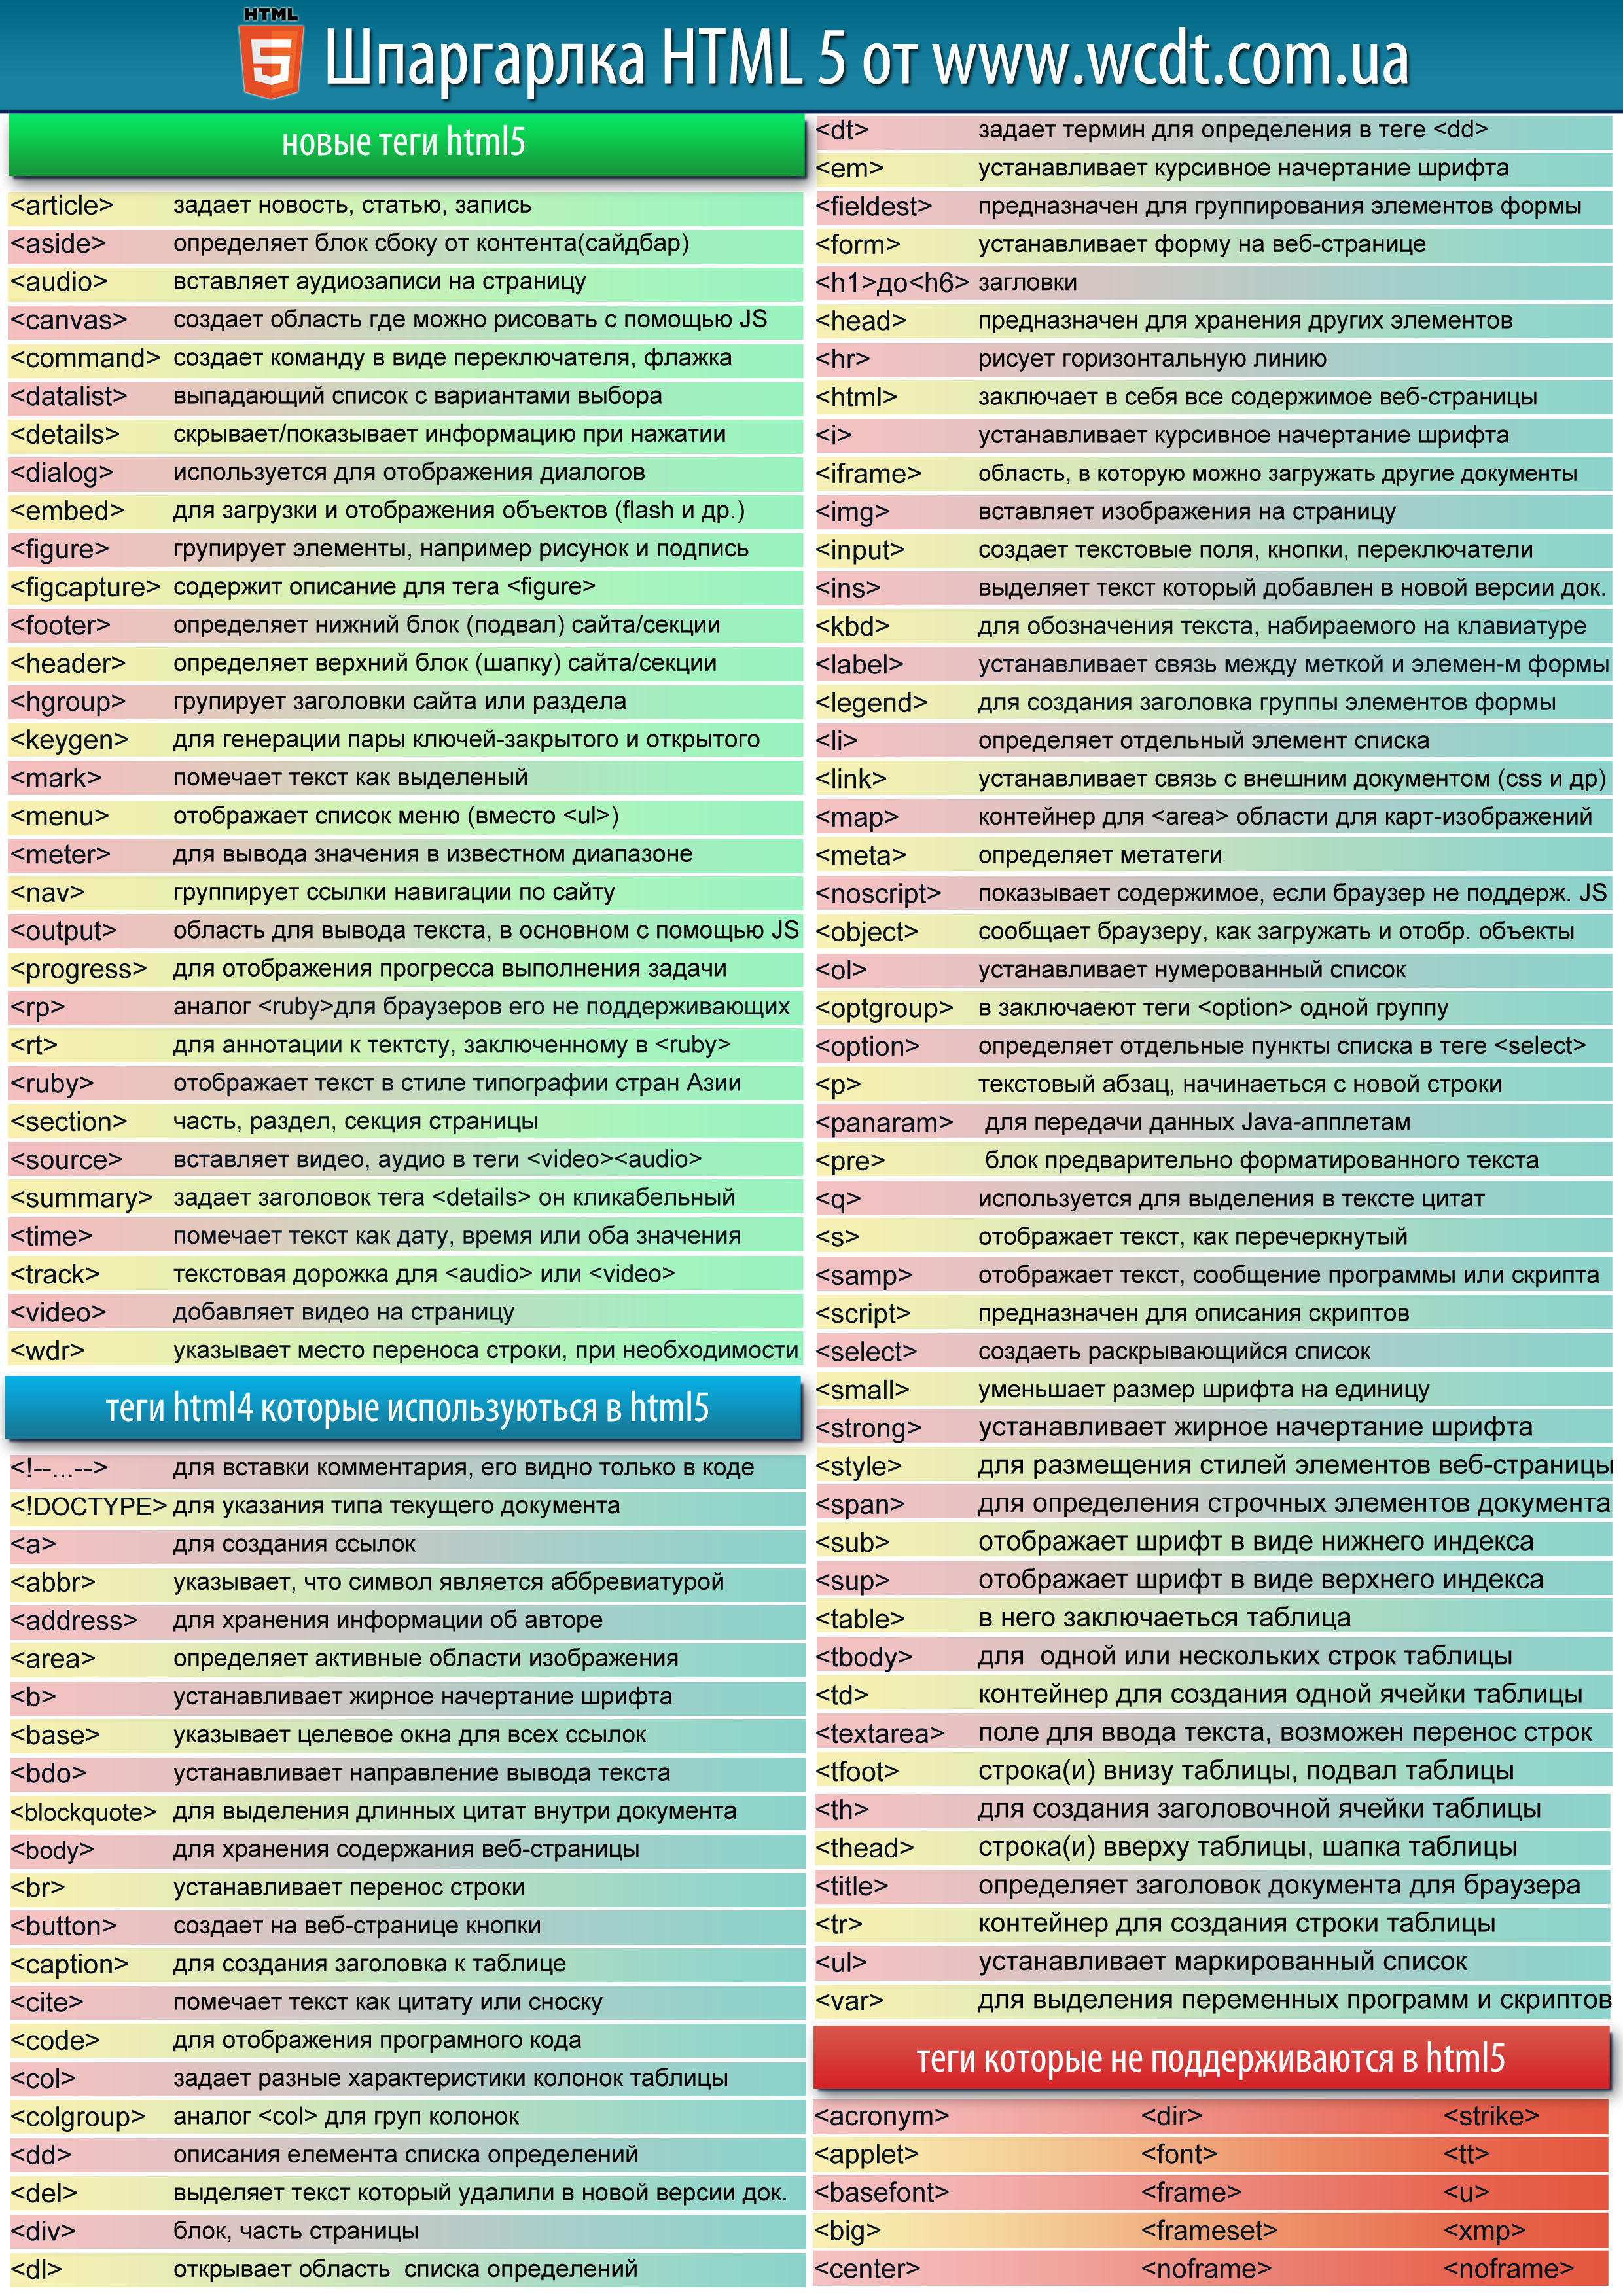 HTML
5
Шпаргарлка HTML 5 от www.wcdt.com.ua
новые теги html5
<article> задает новость, статью, запись
<aside> определяет блок сбоку от контента(сайдбар)
<audio> вставляет аудиозаписи на страницу
<canvas> создает область где можно рисовать с помощью JS
<command> создает команду в виде переключателя, флажка
<datalist> выпадающий список с вариантами выбора
<details> скрывает/показывает информацию при нажатии
<dialog> используется для отображения диалогов
<embed> для загрузки и отображения объектов (flash и др.)
<figure> групирует элементы, например рисунок и подпись
<figcapture> содержит описание для тега <figure>
<footer> определяет нижний блок (подвал) сайта/секции
<header> определяет верхний блок (шапку) сайта/секции
<hgroup> групирует заголовки сайта или раздела
<keygen> для генерации пары ключей-закрытого и открытого
<mark> помечает текст как выделеный
<menu> отображает список меню (вместо <ul>)
<meter> для вывода значения в известном диапазоне
<nav> группирует ссылки навигации по сайту
<output> область для вывода текста, в основном с помощью JS
<progress> для отображения прогресса выполнения задачи
<rp> аналог <ruby>для браузеров его не поддерживающих
<rt> для аннотации к тектсту, заключенному в <ruby>
<ruby> отображает текст в стиле типографии стран Азии
<section> часть, раздел, секция страницы
<source> вставляет видео, аудио в теги <video><audio>
<summary> задает заголовок тега <details> он кликабельный
<time> помечает текст как дату, время или оба значения
<track> текстовая дорожка для <audio> или <video>
<video> добавляет видео на страницу
<wdr> указывает место переноса строки, при необходимости
теги html4 которые используються в html5
<!--...--> для вставки комментария, его видно только в коде
<!DOCTYPE> для указания типа текущего документа
<a> для создания ссылок
<abbr> указывает, что символ является аббревиатурой
<address> для хранения информации об авторе
<area> определяет активные области изображения
<b> устанавливает жирное начертание шрифта
<base> указывает целевое окна для всех ссылок
<bdo> устанавливает направление вывода текста
<blockquote> для выделения длинных цитат внутри документа
<body> для хранения содержания веб-страницы
<br> устанавливает перенос строки
<button> создает на веб-странице кнопки
<caption> для создания заголовка к таблице
<cite> помечает текст как цитату или сноску
<code> для отображения програмного кода
<col> задает разные характеристики колонок таблицы
<colgroup> аналог <col> для груп колонок
<dd> описания елемента списка определений
<del> выделяет текст который удалили в новой версии док.
<div> блок, часть страницы
<dl> открывает область списка определений
<dt> задает термин для определения в теге <dd>
<em> устанавливает курсивное начертание шрифта
<fieldest> предназначен для группирования элементов формы
<form> устанавливает форму на веб-странице
<h1>до<h6> загловки
<head> предназначен для хранения других элементов
<hr> рисует горизонтальную линию
<html> заключает в себя все содержимое веб-страницы
<i> устанавливает курсивное начертание шрифта
<iframe> область, в которую можно загружать другие документы
<img> вставляет изображения на страницу
<input> создает текстовые поля, кнопки, переключатели
<ins> выделяет текст который добавлен в новой версии док.
<kbd> для обозначения текста, набираемого на клавиатуре
<label> устанавливает связь между меткой и элемен-м формы
<legend> для создания заголовка группы элементов формы
<li> определяет отдельный элемент списка
<link> устанавливает связь с внешним документом (css и др)
<map> контейнер для <area> области для карт-изображений
<meta> определяет метатеги
<noscript> показывает содержимое, если браузер не поддерж. JS
<object> сообщает браузеру, как загружать и отобр. объекты
<ol> устанавливает нумерованный список
<optgroup> в заключаеют теги <option> одной группу
<option> определяет отдельные пункты списка в теге <select>
<p> текстовый абзац, начинаеться с новой строки
<panaram> для передачи данных Java-апплетам
<pre> блок предварительно форматированного текста
<q> используется для выделения в тексте цитат
<s> отображает текст, как перечеркнутый
<samp> отображает текст, сообщение программы или скрипта
<script> предназначен для описания скриптов
<select> создаеть раскрывающийся список
<small> уменьшает размер шрифта на единицу
<strong> устанавливает жирное начертание шрифта
<style> для размещения стилей элементов веб-страницы
<span> для определения строчных элементов документа
<sub> отображает шрифт в виде нижнего индекса
<sup> отображает шрифт в виде верхнего индекса
<table> в него заключаеться таблица
<tbody> для одной или нескольких строк таблицы
<td> контейнер для создания одной ячейки таблицы
<textarea> поле для ввода текста, возможен перенос строк
<tfoot> строка(и) внизу таблицы, подвал таблицы
<th> для создания заголовочной ячейки таблицы
<thead> строка(и) вверху таблицы, шапка таблицы
<title> определяет заголовок документа для браузера
<tr> контейнер для создания строки таблицы
<ul> устанавливает маркированный список
<var> для выделения переменных программ и скриптов
теги которые не поддерживаются в html5
<acronym> <dir> <strike>
<applet> <font> <tt>
<basefont> <frame> <u>
<big> <frameset> <xmp>
<center> <noframe> <noframe>